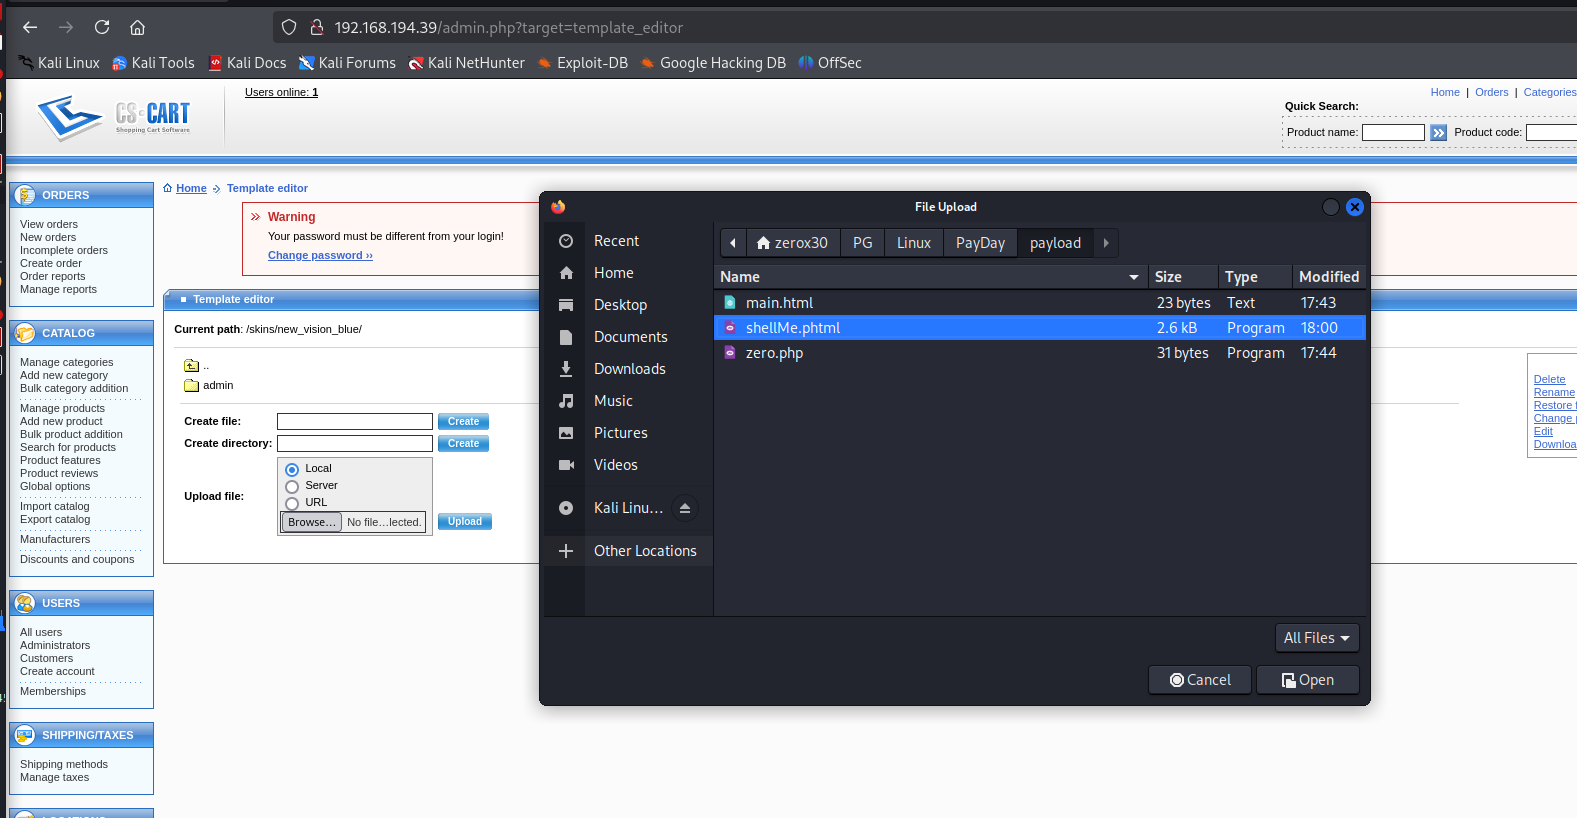 192.168.194.39/admin.php?target=template_editor
Kali Linux Kali Tools Kali Docs Kali Forums Kali NetHunter Exploit-DB Google Hacking DB OffSec
CS-CART
Shopping Cart Software
Users online: 1
Home | Orders | Categories
Quick Search:
Product name: Product code:
ORDERS
View orders
New orders
Incomplete orders
Create order
Order reports
Manage reports
CATALOG
Manage categories
Add new category
Bulk category addition
Manage products
Add new product
Bulk product addition
Search for products
Product features
Product reviews
Global options
Import catalog
Export catalog
Manufacturers
Discounts and coupons
USERS
All users
Administrators
Customers
Create account
Memberships
SHIPPING/TAXES
Shipping methods
Manage taxes
Home Template editor
Warning
Your password must be different from your login!
Change password ››
Template editor
Current path: /skins/new_vision_blue/
..
admin
Create file: Create
Create directory: Create
Upload file:
Local
Server
URL
Browse... No file...lected. Upload
File Upload
Recent
Home
Desktop
Documents
Downloads
Music
Pictures
Videos
Kali Linu...
Other Locations
zerox30 PG Linux PayDay payload
Name Size Type Modified
main.html 23 bytes Text 17:43
shellMe.phtml 2.6 kB Program 18:00
zero.php 31 bytes Program 17:44
All Files
Cancel Open
Delete
Rename
Restore
Change
Edit
Downloa